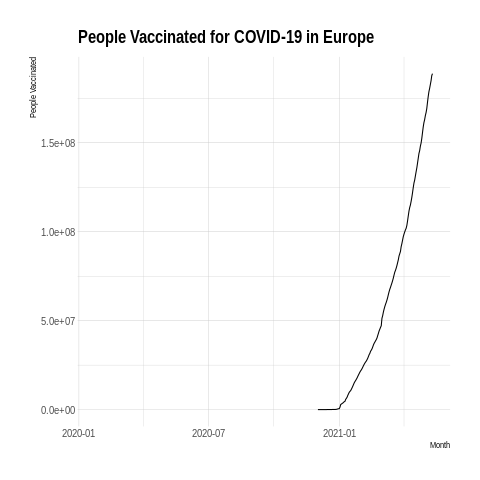 People Vaccinated for COVID-19 in Europe
People Vaccinated
1.5e+08
1.0e+08
5.0e+07
0.0e+00
2020-01 2020-07 2021-01
Month